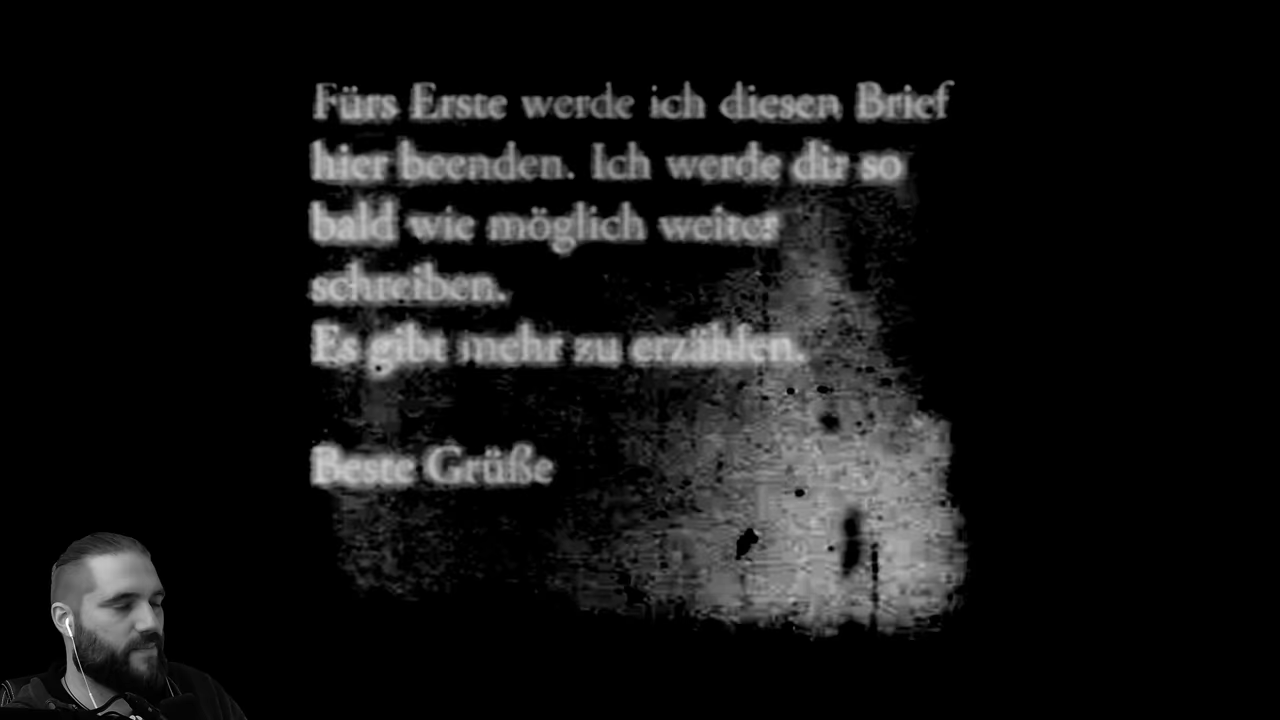 Fürs Erste werde ich diesen Brief
hier beenden. Ich werde dir so
bald wie möglich weiter
schreiben.
Es gibt mehr zu erzählen.
Beste Grüße